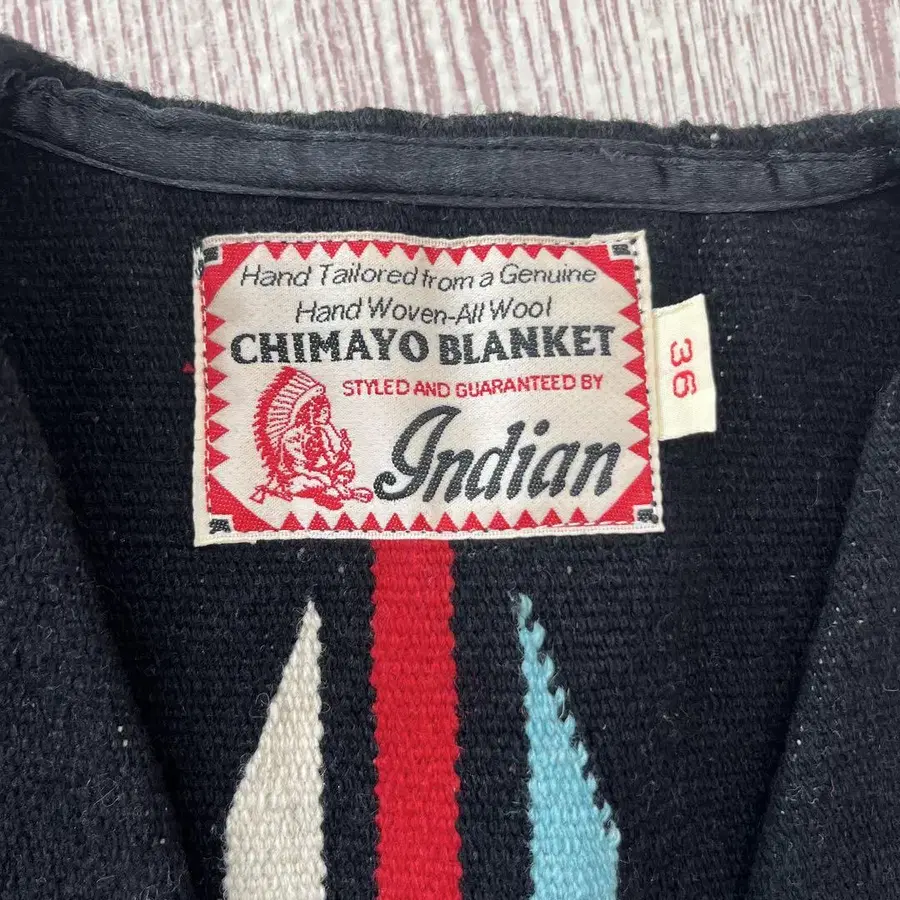 Hand Tailored from a Genuine
Hand Woven-All Wool
CHIMAYO BLANKET
STYLED AND GUARANTEED BY
Indian
36